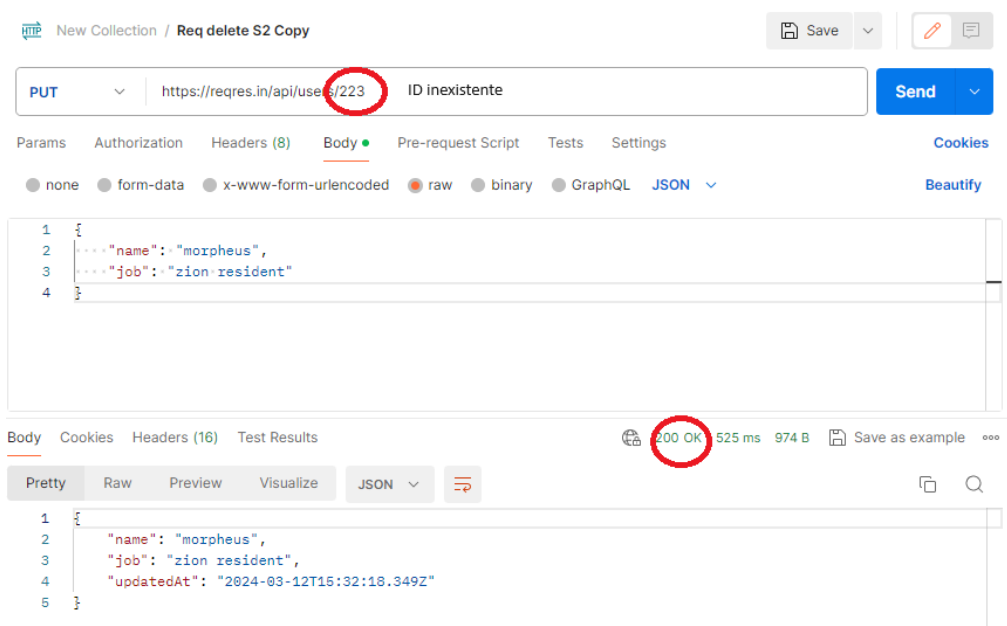 HTTP New Collection / Req delete S2 Copy Save
PUT https://reqres.in/api/users/223 ID inexistente Send
Params Authorization Headers (8) Body Pre-request Script Tests Settings Cookies
none form-data x-www-form-urlencoded raw binary GraphQL JSON Beautify
1 {
2 "name": "morpheus",
3 "job": "zion resident"
4 }
Body Cookies Headers (16) Test Results 200 OK 525 ms 974 B Save as example
Pretty Raw Preview Visualize JSON
1 {
2 "name": "morpheus",
3 "job": "zion resident",
4 "updatedAt": "2024-03-12T15:32:18.349Z"
5 }